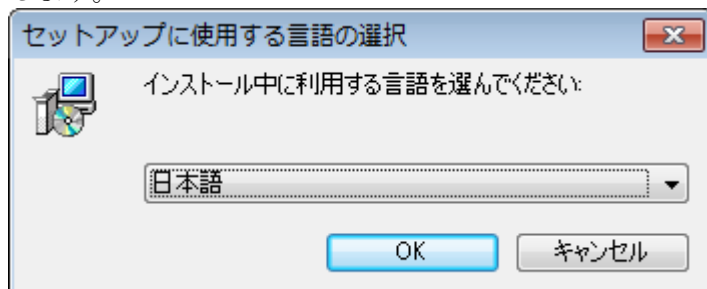 セットアップに使用する言語の選択
インストール中に利用する言語を選んでください:
日本語
OK
キャンセル